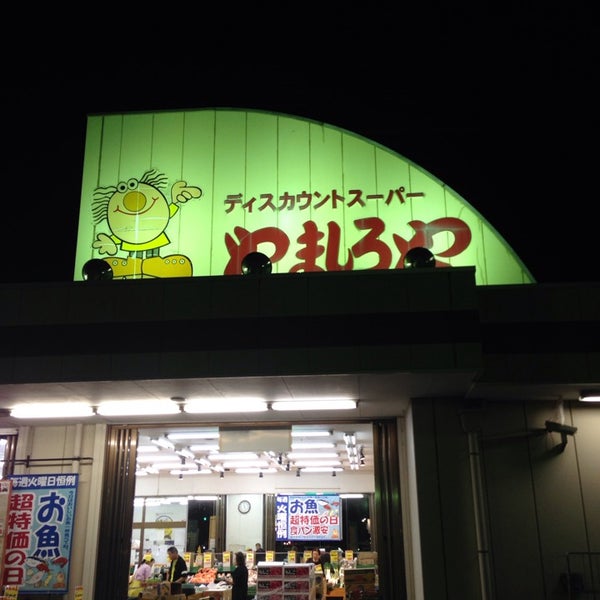 ディスカウントスーパー
やましろや
毎週火曜日恒例
お魚
超特価の日
お魚
超特価の日
食パン激安